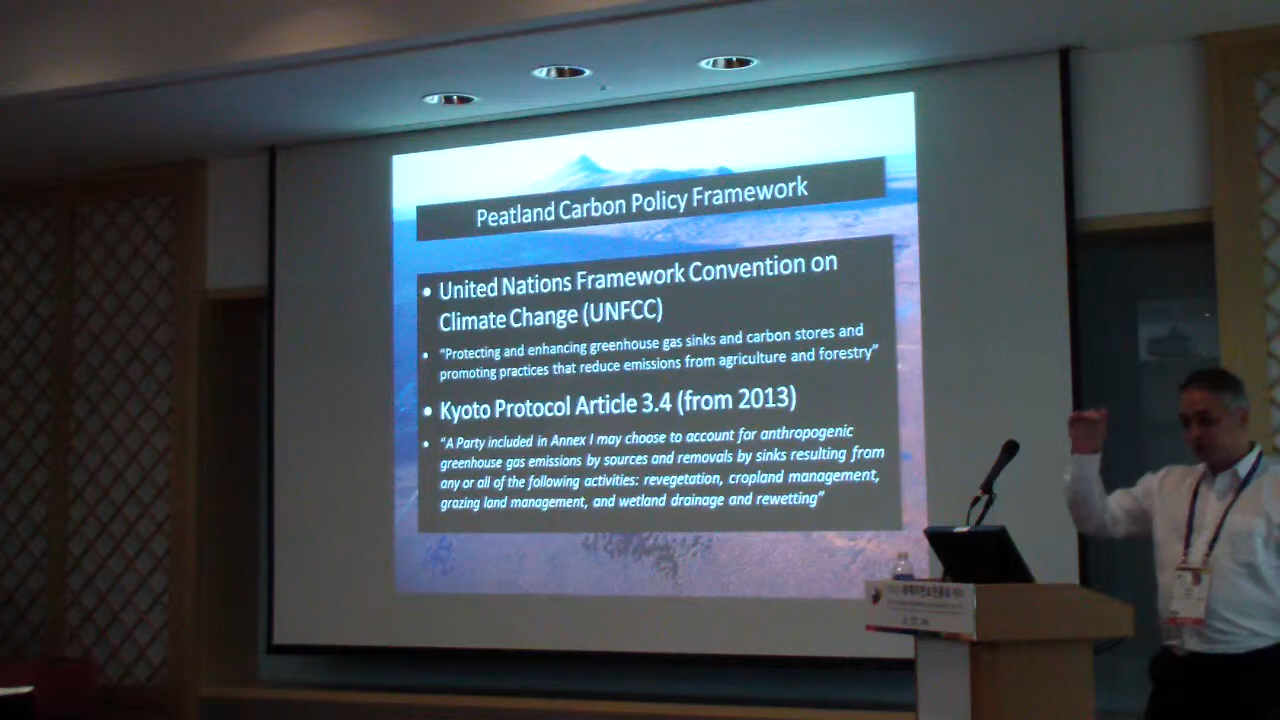 Peatland Carbon Policy Framework
• United Nations Framework Convention on
Climate Change (UNFCC)
• “Protecting and enhancing greenhouse gas sinks and carbon stores and
promoting practices that reduce emissions from agriculture and forestry”
• Kyoto Protocol Article 3.4 (from 2013)
• “A Party included in Annex I may choose to account for anthropogenic
greenhouse gas emissions by sources and removals by sinks resulting from
any or all of the following activities: revegetation, cropland management,
grazing land management, and wetland drainage and rewetting”